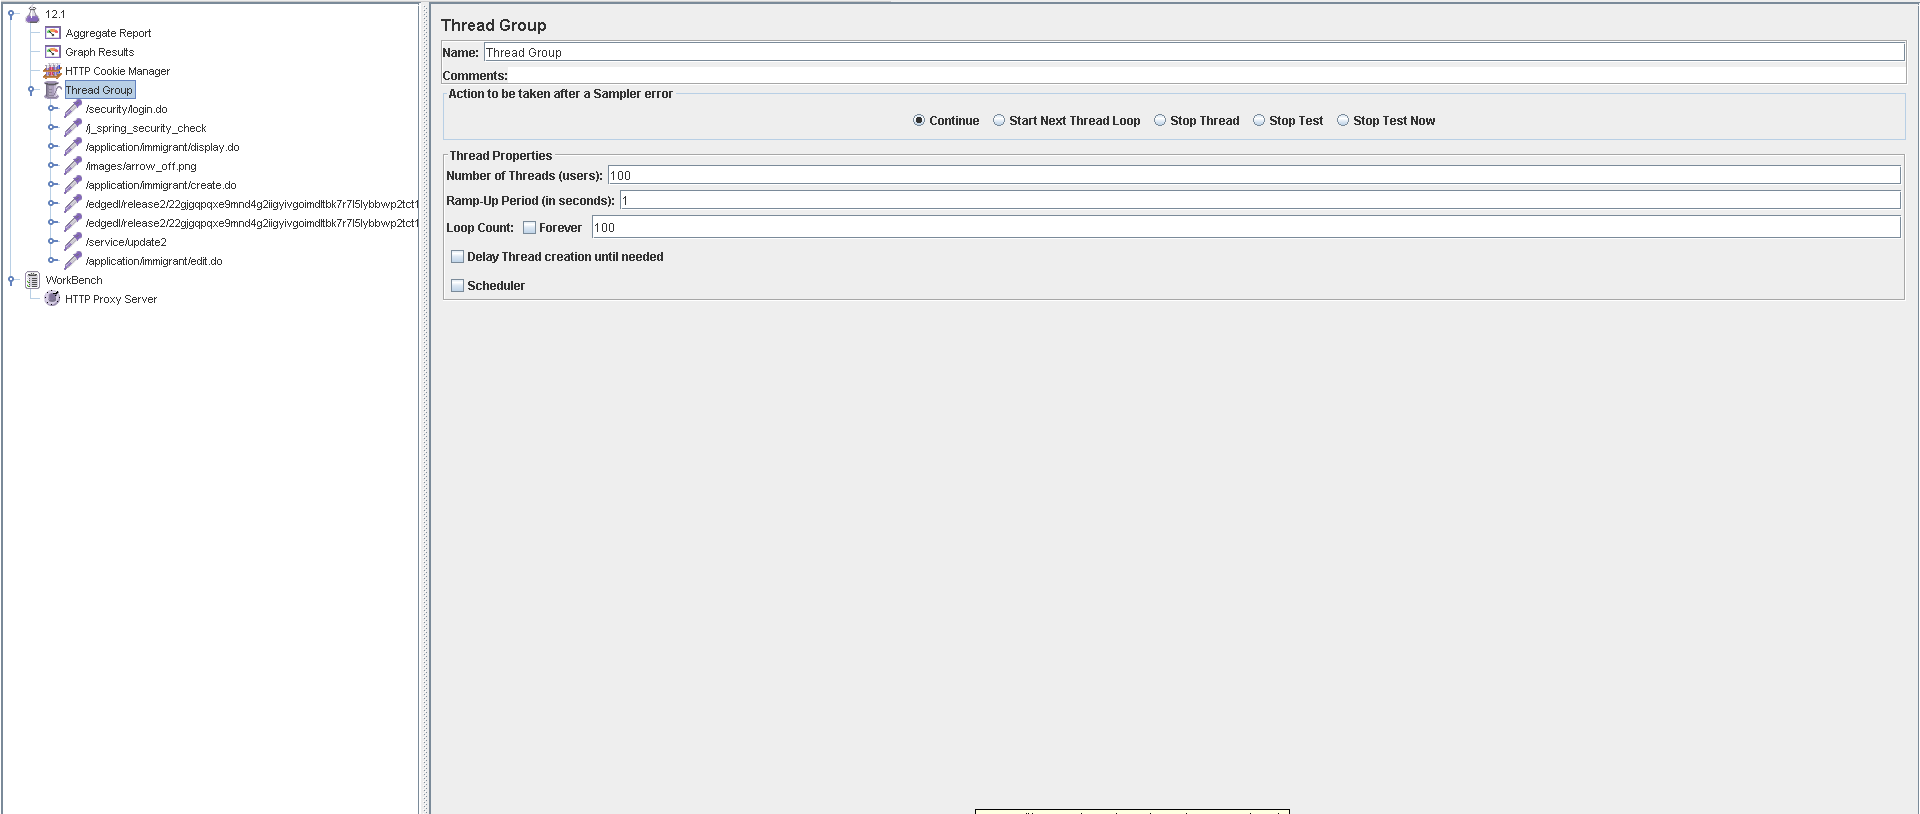 12.1
Aggregate Report
Graph Results
HTTP Cookie Manager
Thread Group
/security/login.do
/j_spring_security_check
/application/immigrant/display.do
/images/arrow_off.png
/application/immigrant/create.do
/edgedl/release2/22gjgqpqxe9mnd4g2iigyivgoimdltbk7r7l5lybbwvp2tct1
/edgedl/release2/22gjgqpqxe9mnd4g2iigyivgoimdltbk7r7l5lybbwvp2tct1
/service/update2
/application/immigrant/edit.do
WorkBench
HTTP Proxy Server
Thread Group
Name: Thread Group
Comments:
Action to be taken after a Sampler error
Continue Start Next Thread Loop Stop Thread Stop Test Stop Test Now
Thread Properties
Number of Threads (users): 100
Ramp-Up Period (in seconds): 1
Loop Count: Forever 100
Delay Thread creation until needed
Scheduler